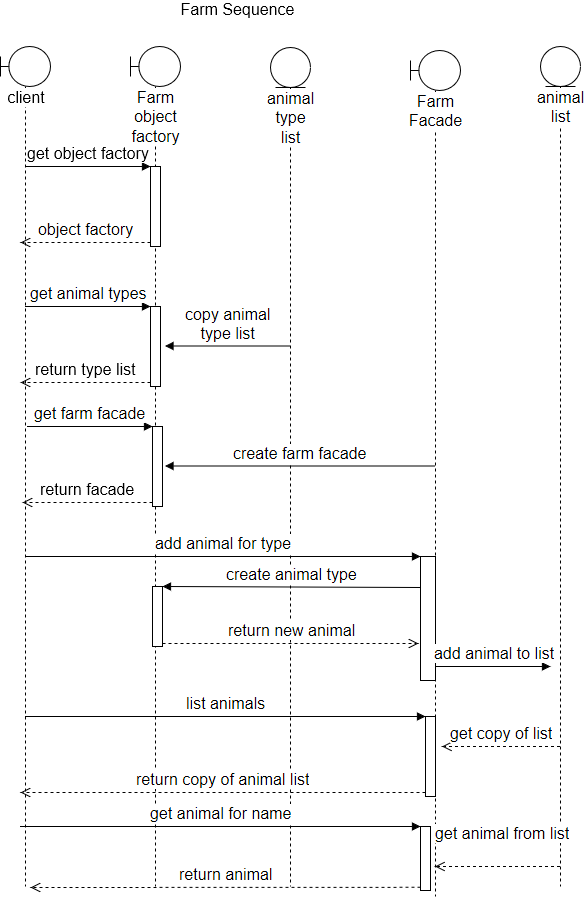 Farm Sequence
client
Farm
object
factory
animal
type
list
Farm
Facade
animal
list
get object factory
object factory
get animal types
copy animal
type list
return type list
get farm facade
create farm facade
return facade
add animal for type
create animal type
return new animal
add animal to list
list animals
get copy of list
return copy of animal list
get animal for name
get animal from list
return animal